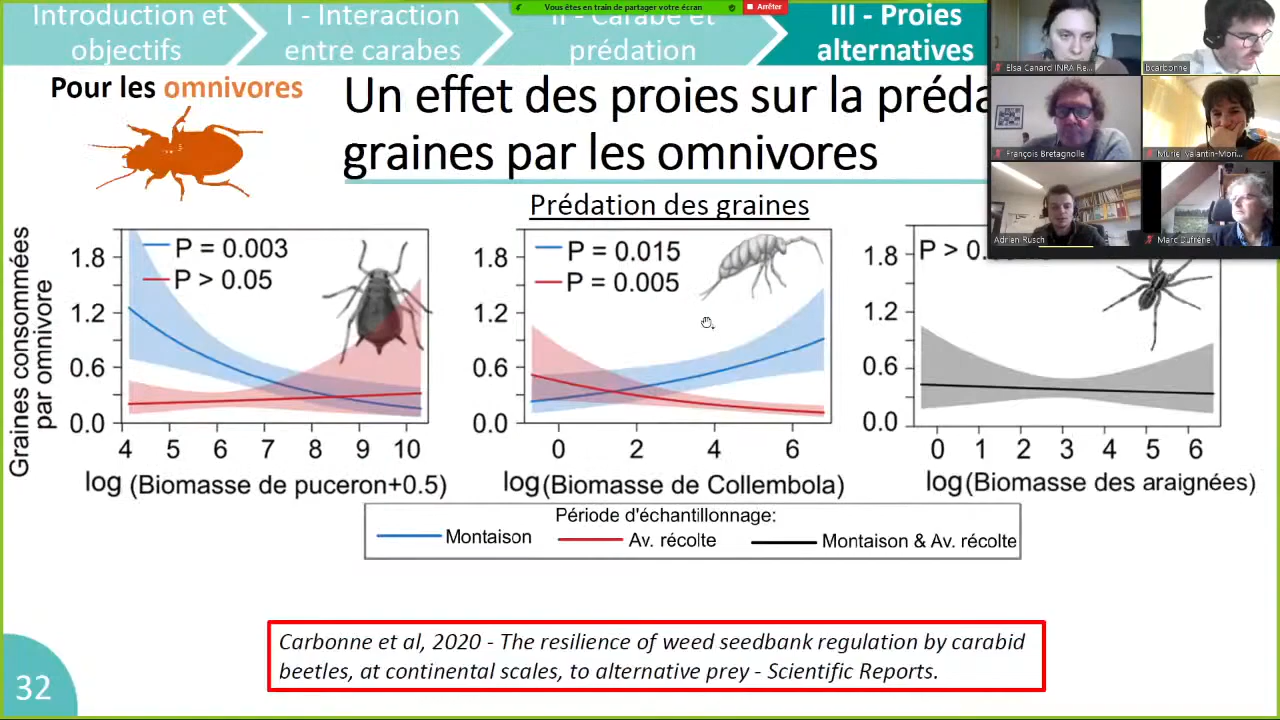 Vous êtes en train de partager votre écran
Arrêter
Introduction et
objectifs
I - Interaction
entre carabes
II - Carabe et
prédation
III - Proies
alternatives
Elsa Canard INRA Re...
bcarbonne
François Bretagnolle
Muriel Valantin-Mori...
Adrien Rusch
Marc Dufrêne
Pour les omnivores
Un effet des proies sur la
graines par les omnivores
Prédation des graines
Graines consommées
par omnivore
1.8
1.2
0.6
0.0
P = 0.003
P > 0.05
4 5 6 7 8 9 10
log (Biomasse de puceron+0.5)
1.8
1.2
0.6
0.0
P = 0.015
P = 0.005
0 2 4 6
log(Biomasse de Collembola)
1.8
1.2
0.6
0.0
P >
0 1 2 3 4 5 6
log(Biomasse des araignées)
Période d'échantillonnage:
Montaison Av. récolte Montaison & Av. récolte
Carbonne et al, 2020 - The resilience of weed seedbank regulation by carabid
beetles, at continental scales, to alternative prey - Scientific Reports.
32